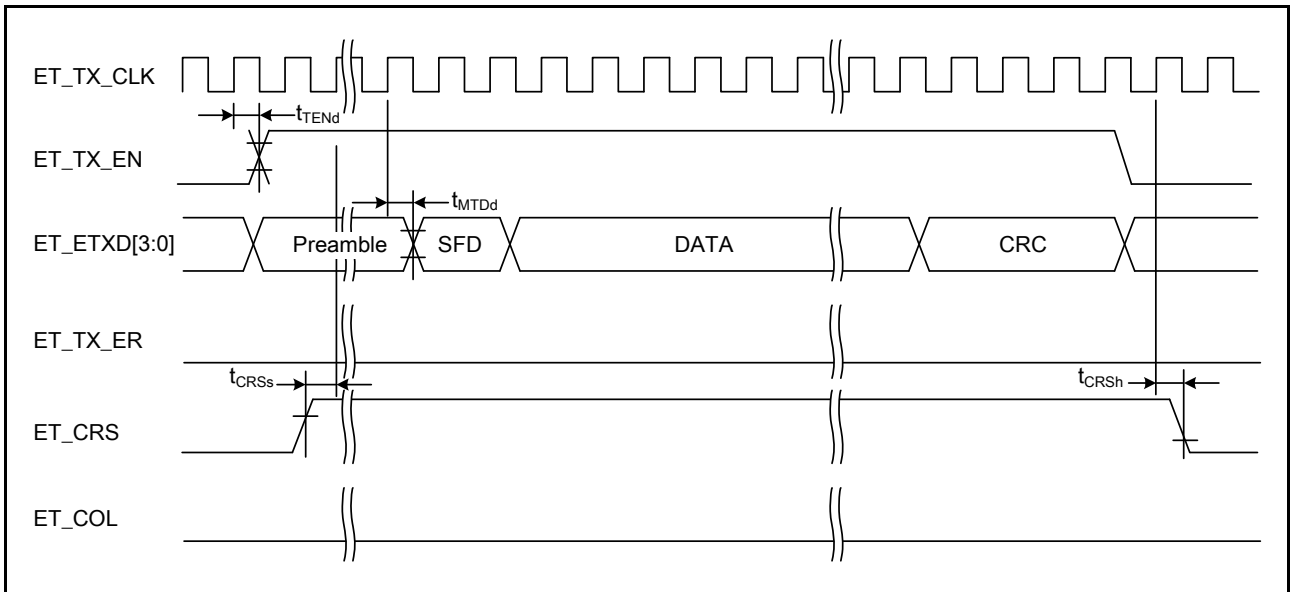 ET_TX_CLK
tTENd
ET_TX_EN
tMTDd
ET_ETXD[3:0]
Preamble
SFD
DATA
CRC
ET_TX_ER
tCRSs
tCRSh
ET_CRS
ET_COL